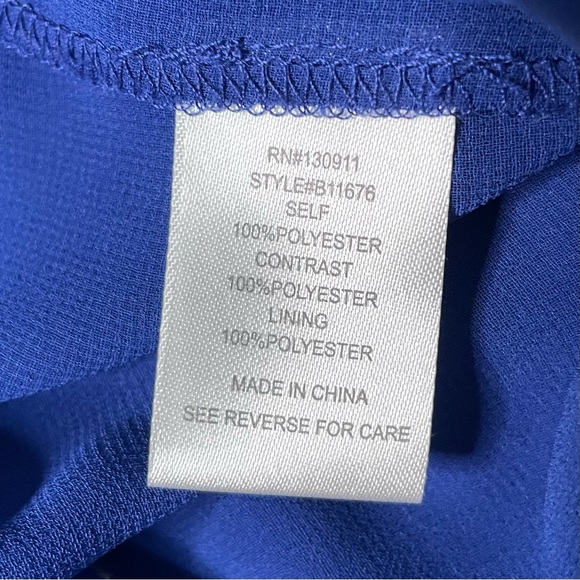 RN#130911
STYLE#B11676
SELF
100%POLYESTER
CONTRAST
100%POLYESTER
LINING
100%POLYESTER
MADE IN CHINA
SEE REVERSE FOR CARE